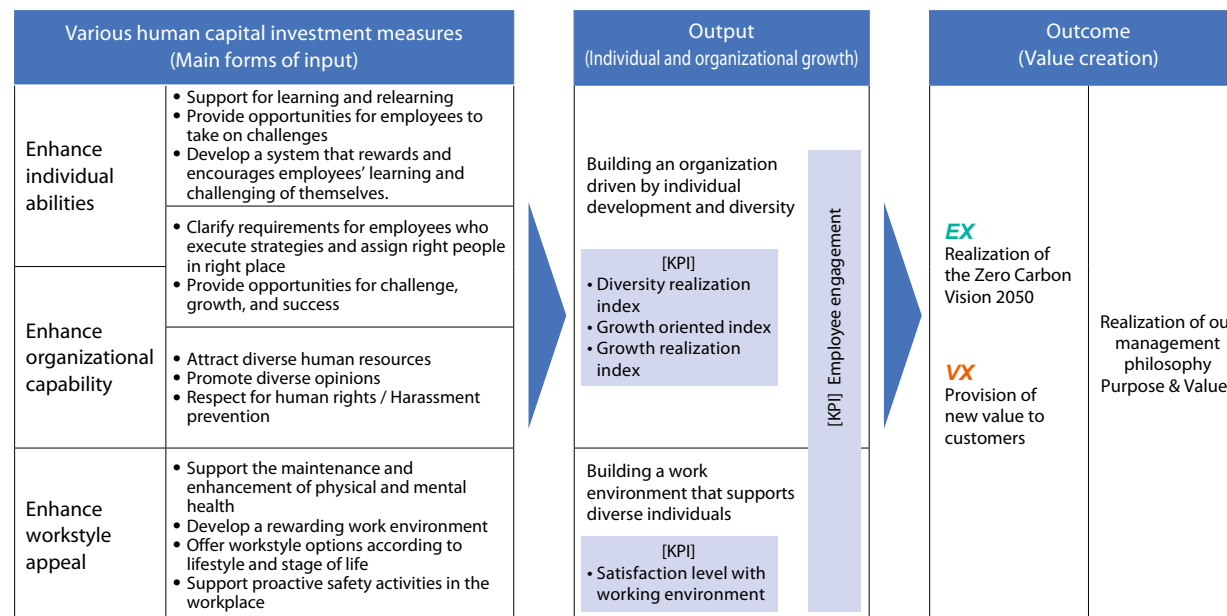 Various human capital investment measures
(Main forms of input)
Enhance
individual
abilities
• Support for learning and relearning
• Provide opportunities for employees to
take on challenges
• Develop a system that rewards and
encourages employees' learning and
challenging of themselves.
• Clarify requirements for employees who
execute strategies and assign right people
in right place
• Provide opportunities for challenge,
growth, and success
Enhance
organizational
capability
• Attract diverse human resources
• Promote diverse opinions
• Respect for human rights / Harassment
prevention
Enhance
workstyle
appeal
• Support the maintenance and
enhancement of physical and mental
health
• Develop a rewarding work environment
• Offer workstyle options according to
lifestyle and stage of life
• Support proactive safety activities in the
workplace
Output
(Individual and organizational growth)
Building an organization
driven by individual
development and diversity
[KPI]
• Diversity realization
index
• Growth oriented index
• Growth realization
index
Building a work
environment that supports
diverse individuals
[KPI]
• Satisfaction level with
working environment
[KPI] Employee engagement
Outcome
(Value creation)
EX
Realization of
the Zero Carbon
Vision 2050
VX
Provision of
new value to
customers
Realization of
management
philosophy
Purpose &